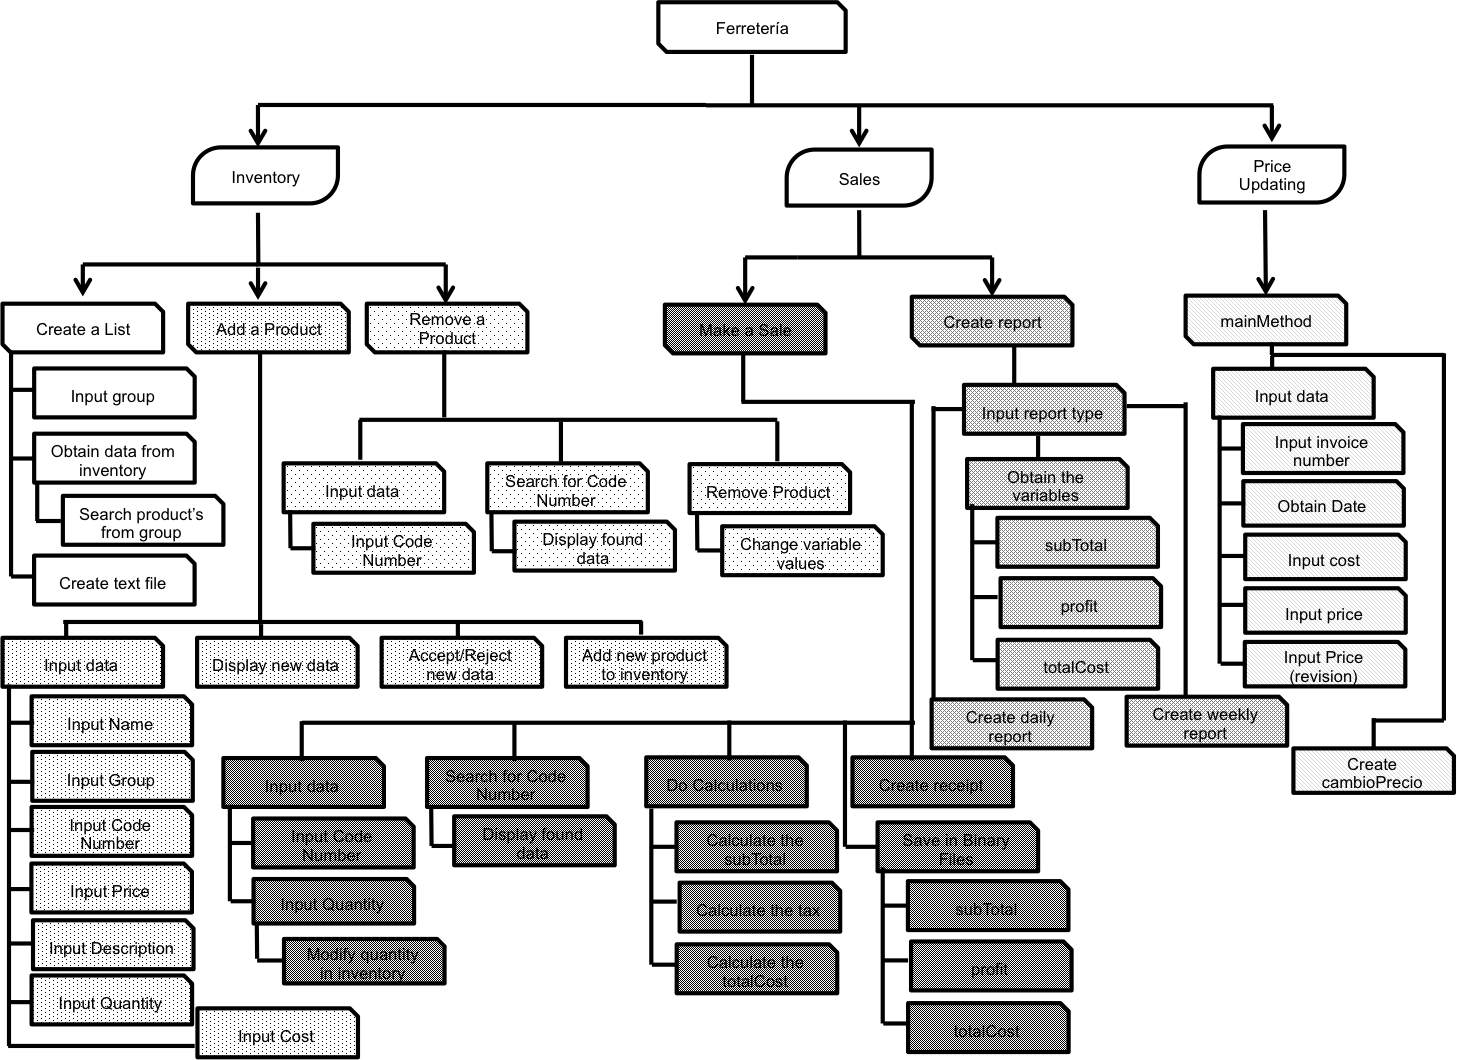 Ferretería
Inventory
Sales
Price
Updating
Create a List
Add a Product
Remove a
Product
Make a Sale
Create report
mainMethod
Input group
Obtain data from
inventory
Search product's
from group
Create text file
Input data
Input Code
Number
Search for Code
Number
Display found
data
Remove Product
Change variable
values
Input report type
Obtain the
variables
subTotal
profit
totalCost
Create daily
report
Create weekly
report
Input data
Input invoice
number
Obtain Date
Input cost
Input price
Input Price
(revision)
Create
cambioPrecio
Input data
Display new data
Accept/Reject
new data
Add new product
to inventory
Input Name
Input Group
Input Code
Number
Input Price
Input Description
Input Quantity
Input Cost
Input data
Input Code
Number
Input Quantity
Modify quantity
in inventory
Search for Code
Number
Display found
data
Do Calculations
Calculate the
subTotal
Calculate the tax
Calculate the
totalCost
Create receipt
Save in Binary
Files
subTotal
profit
totalCost